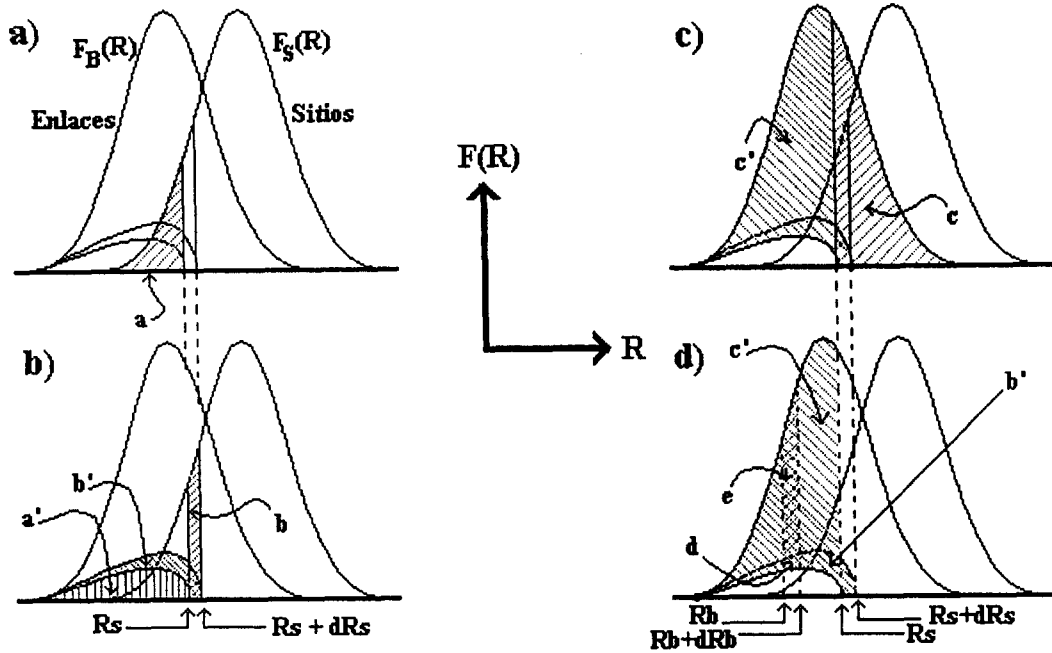 a)
F_B(R)
F_S(R)
Enlaces
Sitios
a
c)
c'
c
F(R)
R
b)
b'
a'
b
Rs
Rs + dRs
d)
c'
b'
e
d
Rb
Rs+dRs
Rb+dRb
Rs